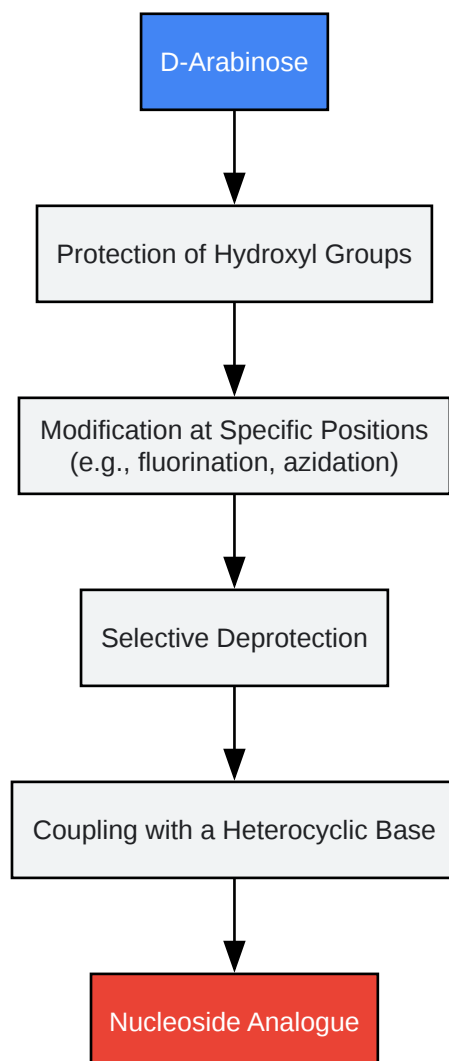 D-Arabinose
Protection of Hydroxyl Groups
Modification at Specific Positions
(e.g., fluorination, azidation)
Selective Deprotection
Coupling with a Heterocyclic Base
Nucleoside Analogue